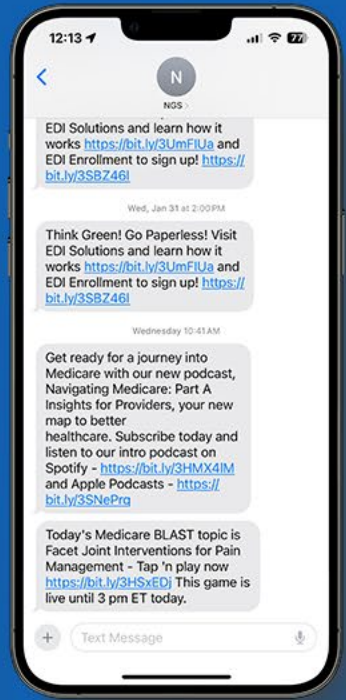 12:13
77
N
NGS
EDI Solutions and learn how it
works https://bit.ly/3UmFlUa and
EDI Enrollment to sign up! https://
bit.ly/3SBZ46I
Wed, Jan 31 at 2:00 PM
Think Green! Go Paperless! Visit
EDI Solutions and learn how it
works https://bit.ly/3UmFlUa and
EDI Enrollment to sign up! https://
bit.ly/3SBZ46I
Wednesday 10:41 AM
Get ready for a journey into
Medicare with our new podcast,
Navigating Medicare: Part A
Insights for Providers, your new
map to better
healthcare. Subscribe today and
listen to our intro podcast on
Spotify - https://bit.ly/3HMX4lM
and Apple Podcasts - https://
bit.ly/3SNePrq
Today's Medicare BLAST topic is
Facet Joint Interventions for Pain
Management - Tap 'n play now
https://bit.ly/3HSxEDj This game is
live until 3 pm ET today.
Text Message